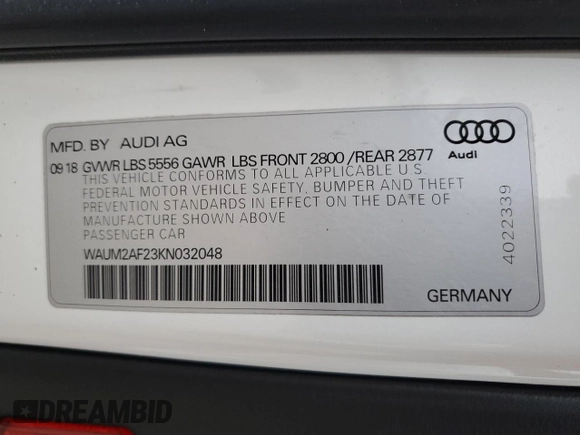 MFD. BY AUDI AG
Audi
09 18 GVWR LBS 5556 GAWR LBS FRONT 2800 /REAR 2877
THIS VEHICLE CONFORMS TO ALL APPLICABLE U S
FEDERAL MOTOR VEHICLE SAFETY, BUMPER AND THEFT
PREVENTION STANDARDS IN EFFECT ON THE DATE OF
MANUFACTURE SHOWN ABOVE
PASSENGER CAR
WAUM2AF23KN032048
4022339
GERMANY
DREAMBID